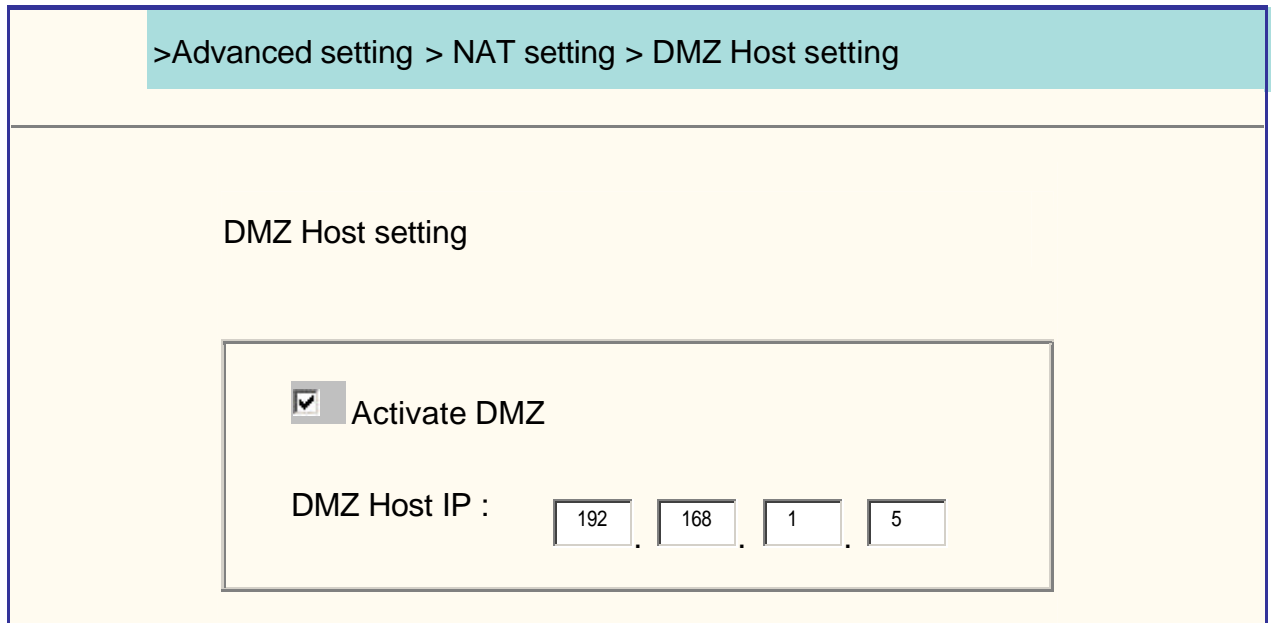 >Advanced setting > NAT setting > DMZ Host setting
DMZ Host setting
Activate DMZ
DMZ Host IP : 192 . 168 . 1 . 5